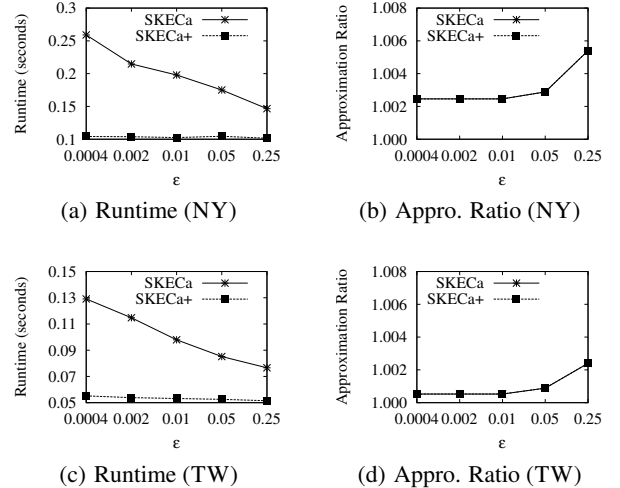 Runtime (seconds)
0.3
0.25
0.2
0.15
0.1
SKECa
SKECa+
0.0004 0.002 0.01 0.05 0.25
ε
(a) Runtime (NY)
Approximation Ratio
1.008
1.006
1.004
1.002
1.000
SKECa
SKECa+
0.0004 0.002 0.01 0.05 0.25
ε
(b) Appro. Ratio (NY)
Runtime (seconds)
0.15
0.13
0.11
0.09
0.07
0.05
SKECa
SKECa+
0.0004 0.002 0.01 0.05 0.25
ε
(c) Runtime (TW)
Approximation Ratio
1.008
1.006
1.004
1.002
1.000
SKECa
SKECa+
0.0004 0.002 0.01 0.05 0.25
ε
(d) Appro. Ratio (TW)